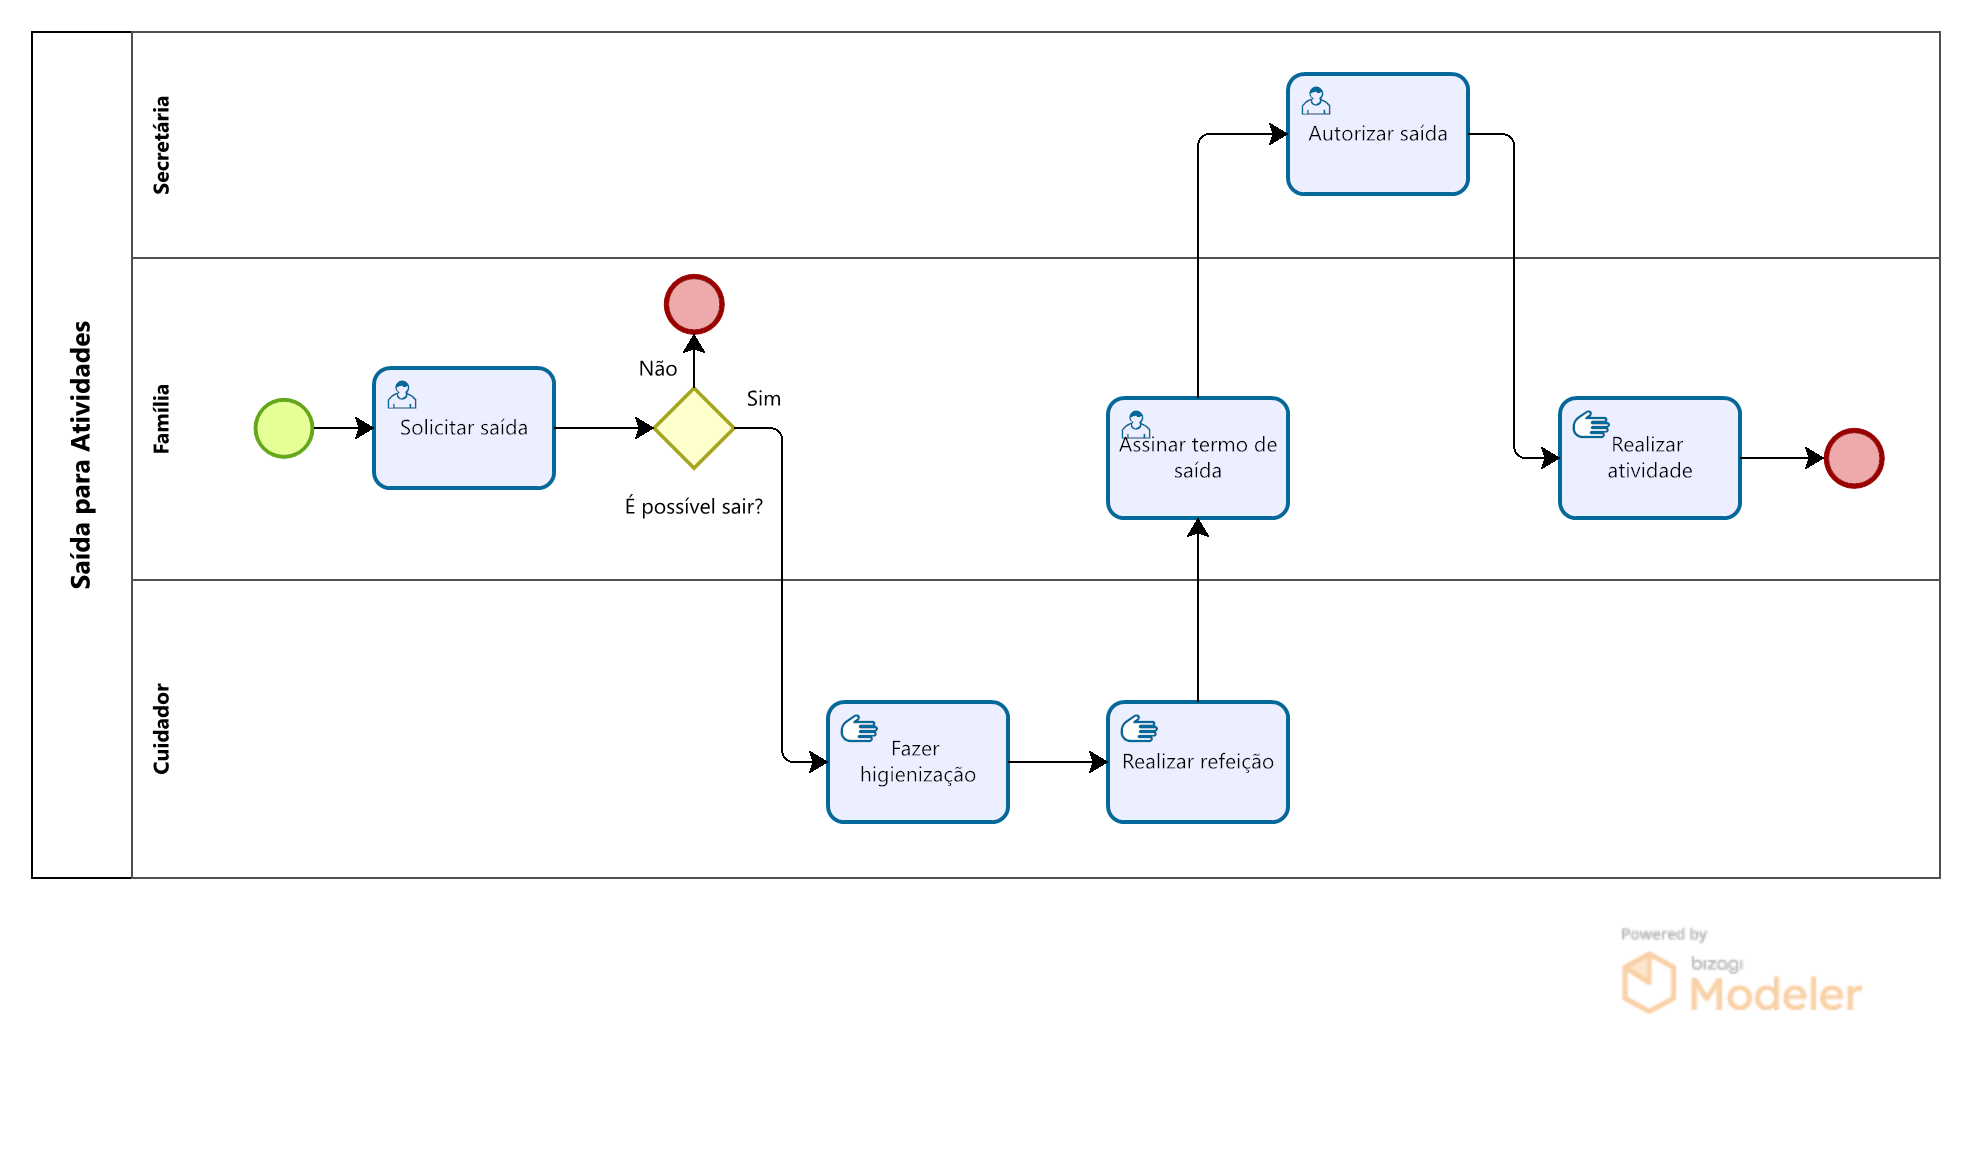 Saída para Atividades
Secretária
Autorizar saída
Família
Solicitar saída
Não
Sim
É possível sair?
Assinar termo de
saída
Realizar
atividade
Cuidador
Fazer
higienização
Realizar refeição
Powered by
bizagi
Modeler